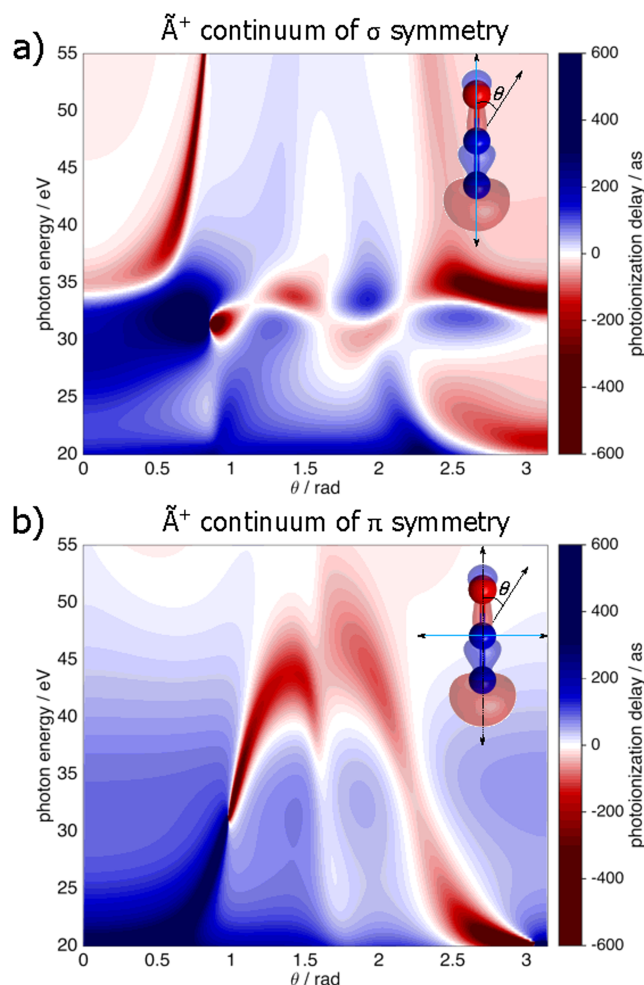 a) Ã⁺ continuum of σ symmetry
photon energy / eV
55
50
45
40
35
30
25
20
0 0.5 1 1.5 2 2.5 3
θ / rad
θ
600
400
200
0
-200
-400
-600
photoionization delay / as
b) Ã⁺ continuum of π symmetry
photon energy / eV
55
50
45
40
35
30
25
20
0 0.5 1 1.5 2 2.5 3
θ / rad
θ
600
400
200
0
-200
-400
-600
photoionization delay / as